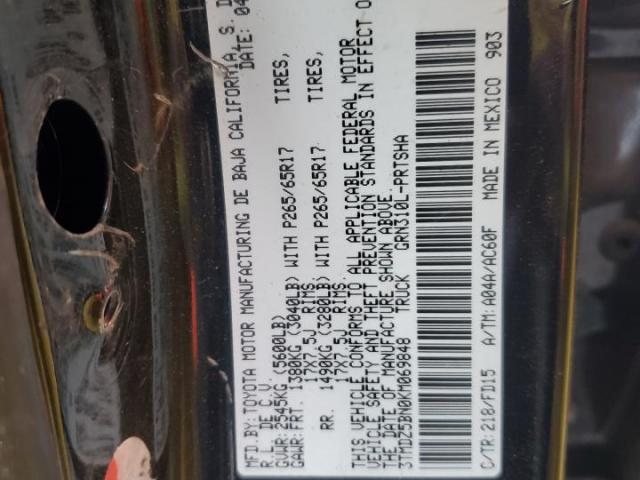 MFD.BY: TOYOTA MOTOR MANUFACTURING DE BAJA CALIFORNIA, S. D
R.L. DE C.V. DATE: 04
GVWR: 2545KG (5600LB)
GAWR: FRT. 1380KG (3040LB) WITH P265/65R17 TIRES,
17X7.5J RIMS
RR. 1490KG (3280LB) WITH P265/65R17 TIRES,
17X7.5J RIMS
THIS VEHICLE CONFORMS TO ALL APPLICABLE FEDERAL MOTOR
VEHICLE SAFETY AND THEFT PREVENTION STANDARDS IN EFFECT O
THE DATE OF MANUFACTURE SHOWN ABOVE.
3TMDZ5BN0KM069848 TRUCK GRN310L-PRTSHA
C/TR: 218/FD15 A/TM: A04A/AC60F MADE IN MEXICO 903